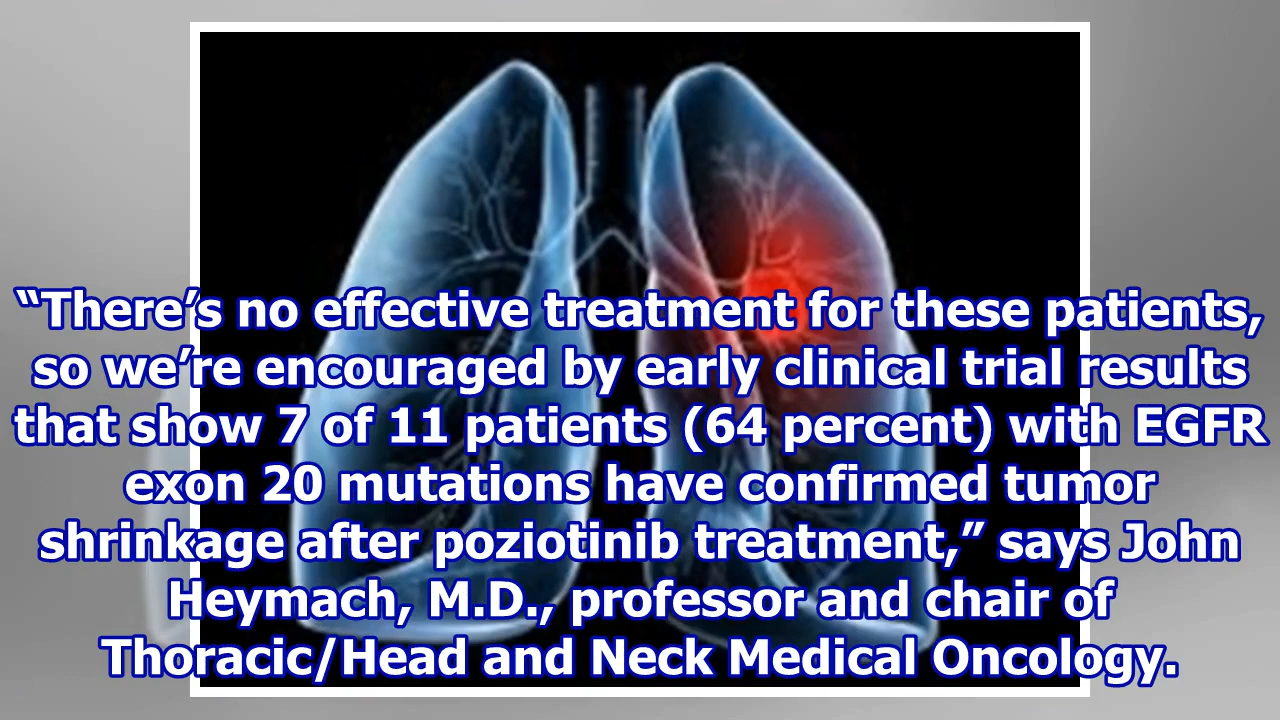 “There’s no effective treatment for these patients,
so we’re encouraged by early clinical trial results
that show 7 of 11 patients (64 percent) with EGFR
exon 20 mutations have confirmed tumor
shrinkage after poziotinib treatment,” says John
Heymach, M.D., professor and chair of
Thoracic/Head and Neck Medical Oncology.